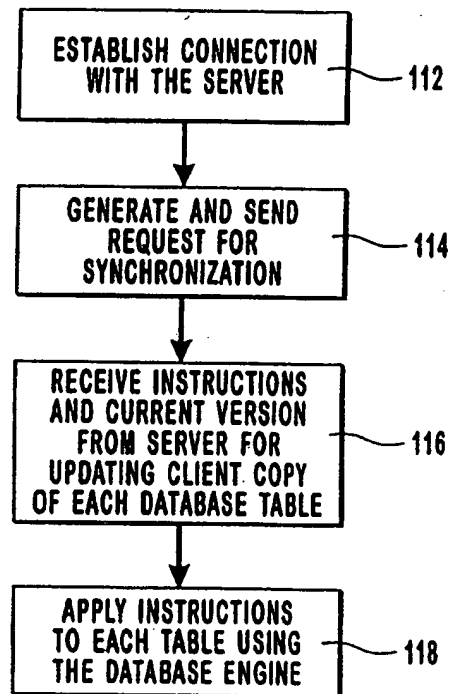 ESTABLISH CONNECTION
WITH THE SERVER
112
GENERATE AND SEND
REQUEST FOR
SYNCHRONIZATION
114
RECEIVE INSTRUCTIONS
AND CURRENT VERSION
FROM SERVER FOR
UPDATING CLIENT COPY
OF EACH DATABASE TABLE
116
APPLY INSTRUCTIONS
TO EACH TABLE USING
THE DATABASE ENGINE
118